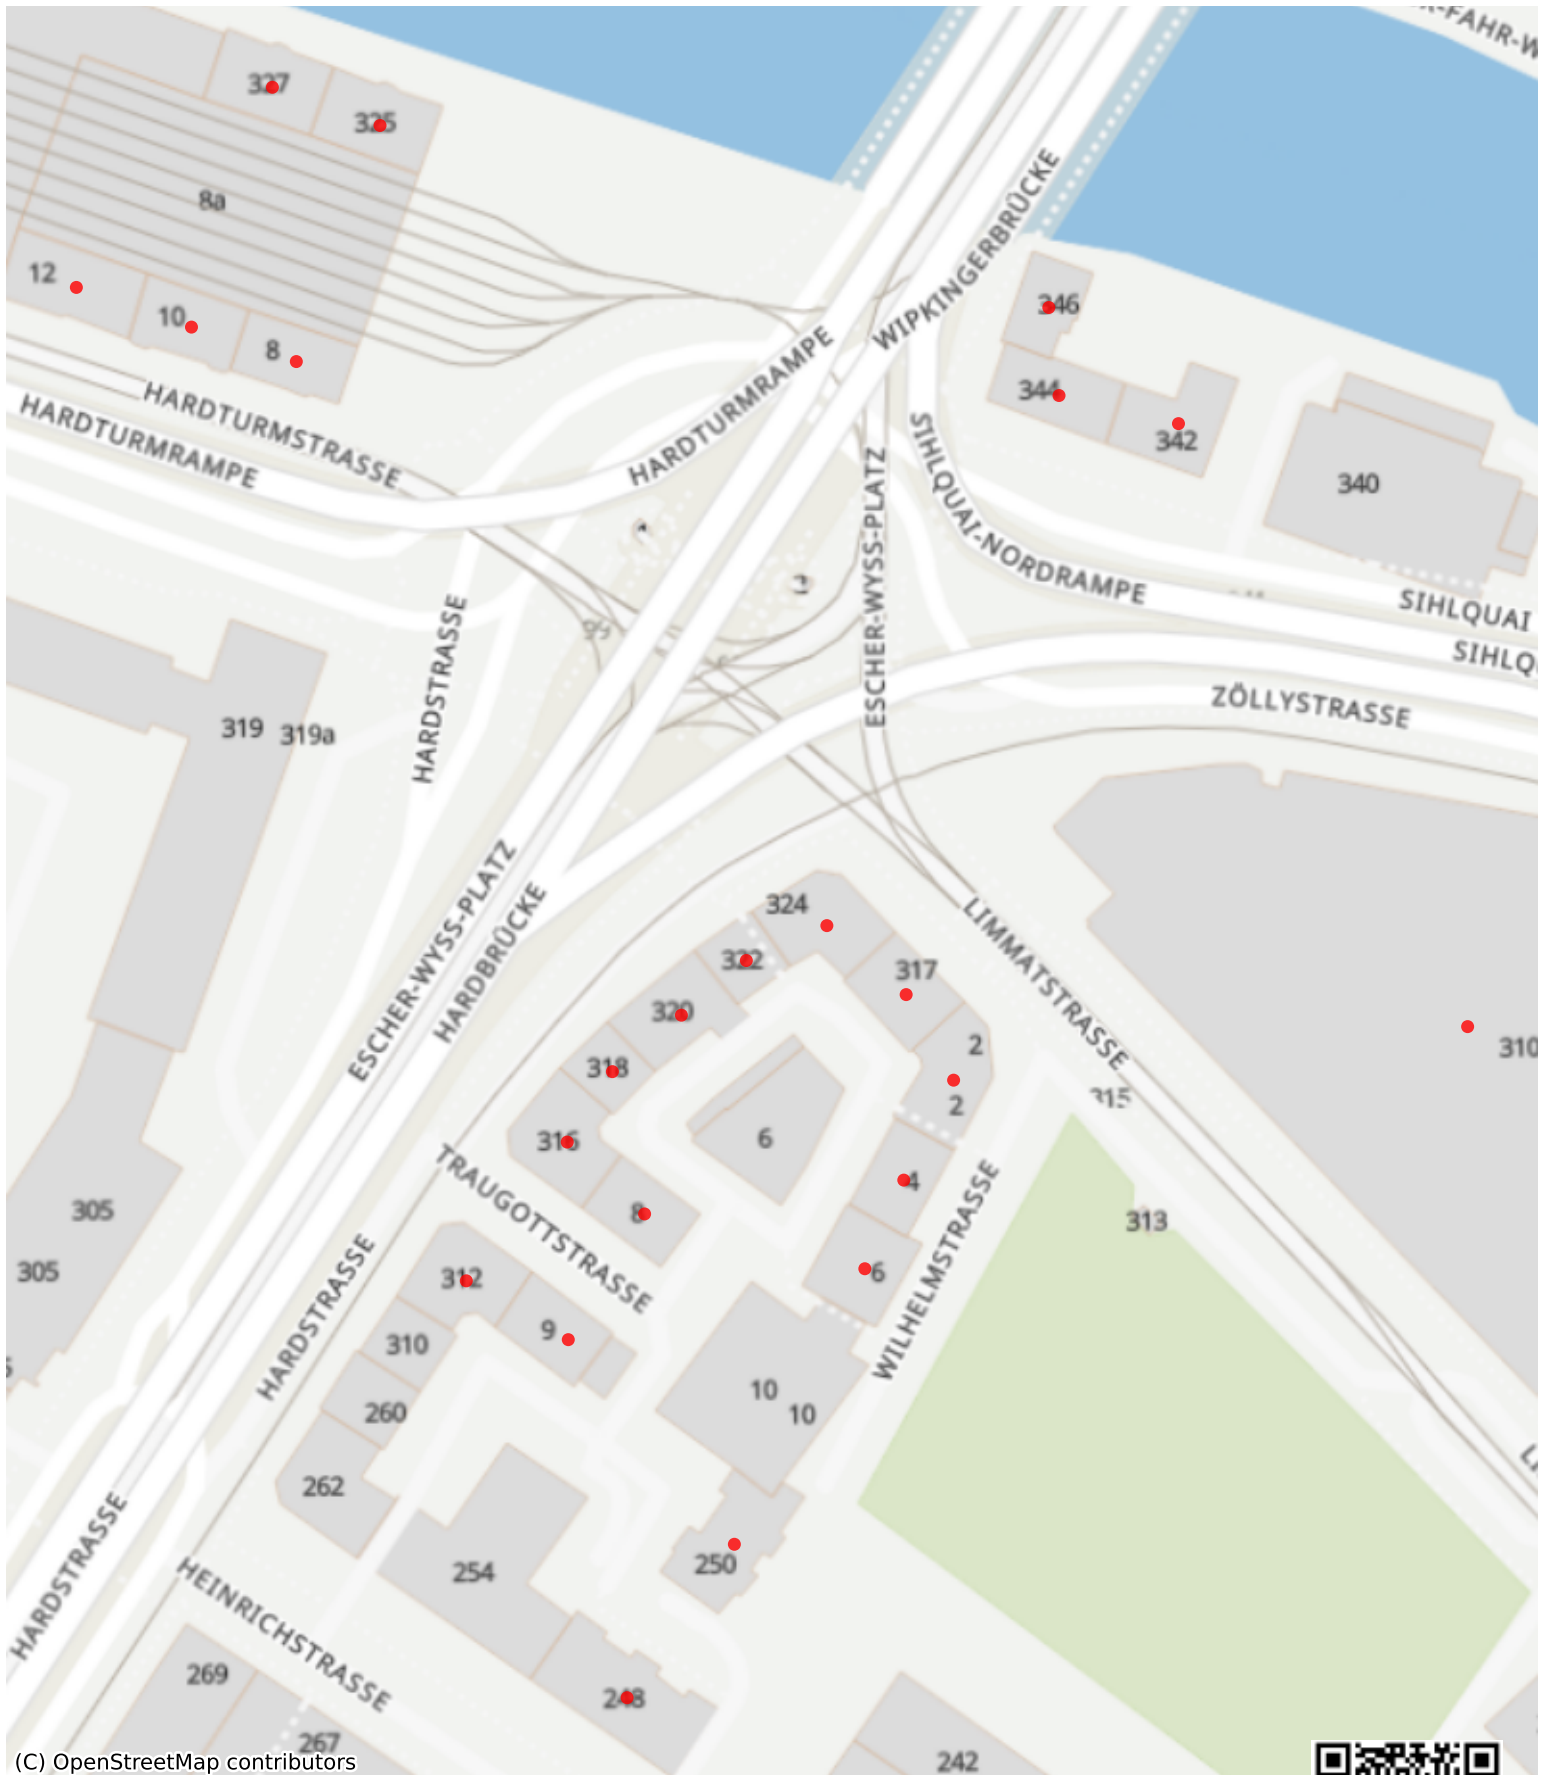 327
325
8a
12
10
8
346
344
342
340
WIPKINGERBRÜCKE
HARDTURMRAMPE
HARDTURMSTRASSE
HARDTURMRAMPE
ESCHER-WYSS-PLATZ
SIHLQUAI-NORDRAMPE
SIHLQUAI
SIHLQ
ZÖLLYSTRASSE
HARDSTRASSE
319
319a
ESCHER-WYSS-PLATZ
HARDBRÜCKE
324
322
317
320
318
316
2
2
6
4
6
8
LIMMATSTRASSE
310
315
313
305
305
TRAUGOTTSTRASSE
WILHELMSTRASSE
312
9
310
260
262
HARDSTRASSE
10
10
254
250
HARDSTRASSE
HEINRICHSTRASSE
269
267
248
242
(C) OpenStreetMap contributors